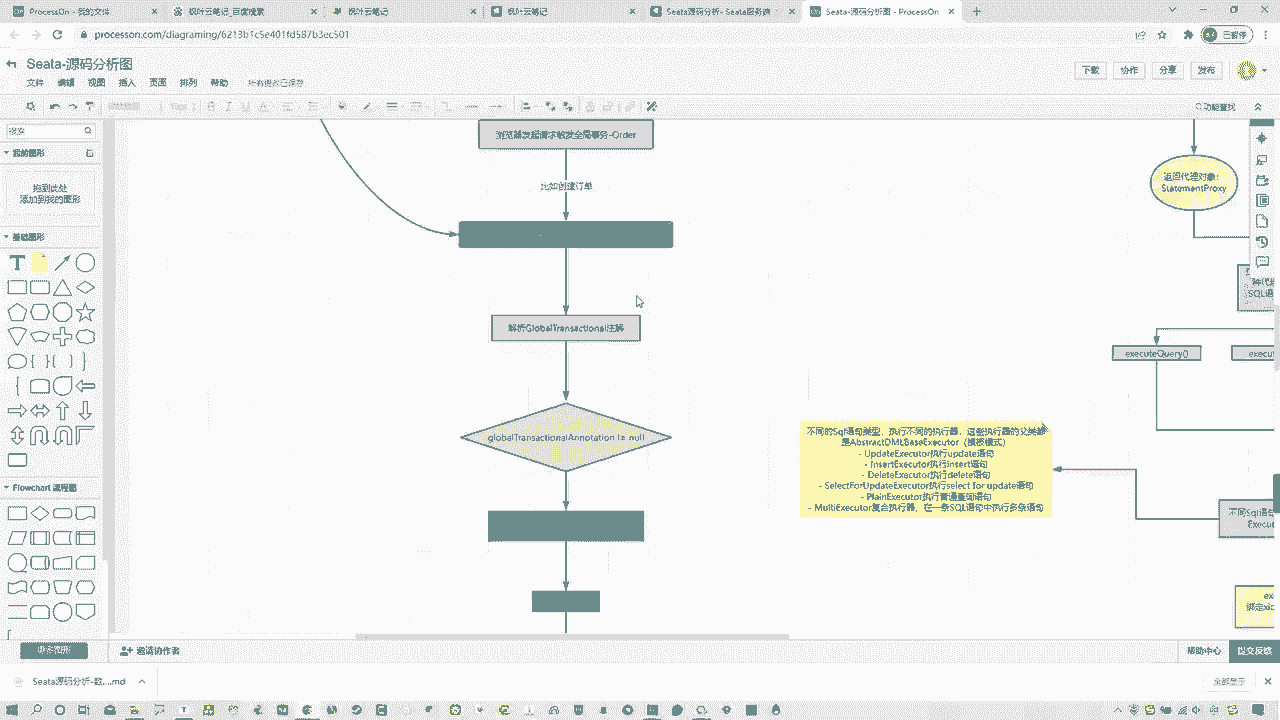 ProcessOn - 我的文件
枫叶云笔记_百度搜索
枫叶云笔记
枫叶云笔记
Seata源码分析- Seata服务端
Seata-源码分析图 - ProcessOn
processon.com/diagraming/6213b1c5e401fd587b3ec501
已暂停
Seata-源码分析图
文件 编辑 视图 插入 页面 排列 帮助 所有更改已保存
下载 协作 分享 发布
功能查找
搜索
我的图形
拖到此处
添加到我的图形
基础图形
Flowchart 流程图
更多图形
浏览器发起请求触发全局事务-Order
比如创建订单
解析GlobalTransactional注解
globalTransactionalAnnotation != null
返回代理对象:
StatementProxy
SQL语
executeQuery()
execut
不同的Sql语句类型，执行不同的执行器，这些执行器的父类都
是AbstractDMLBaseExecutor（模板模式）
- UpdateExecutor执行update语句
- InsertExecutor执行insert语句
- DeleteExecutor执行delete语句
- SelectForUpdateExecutor执行select for update语句
- PlainExecutor执行普通查询语句
- MultiExecutor复合执行器，在一条SQL语句中执行多条语句
不同Sql语句
Execut
ex
绑定xid
邀请协作者
帮助中心
提交反馈
Seata源码分析-数....md
全部显示